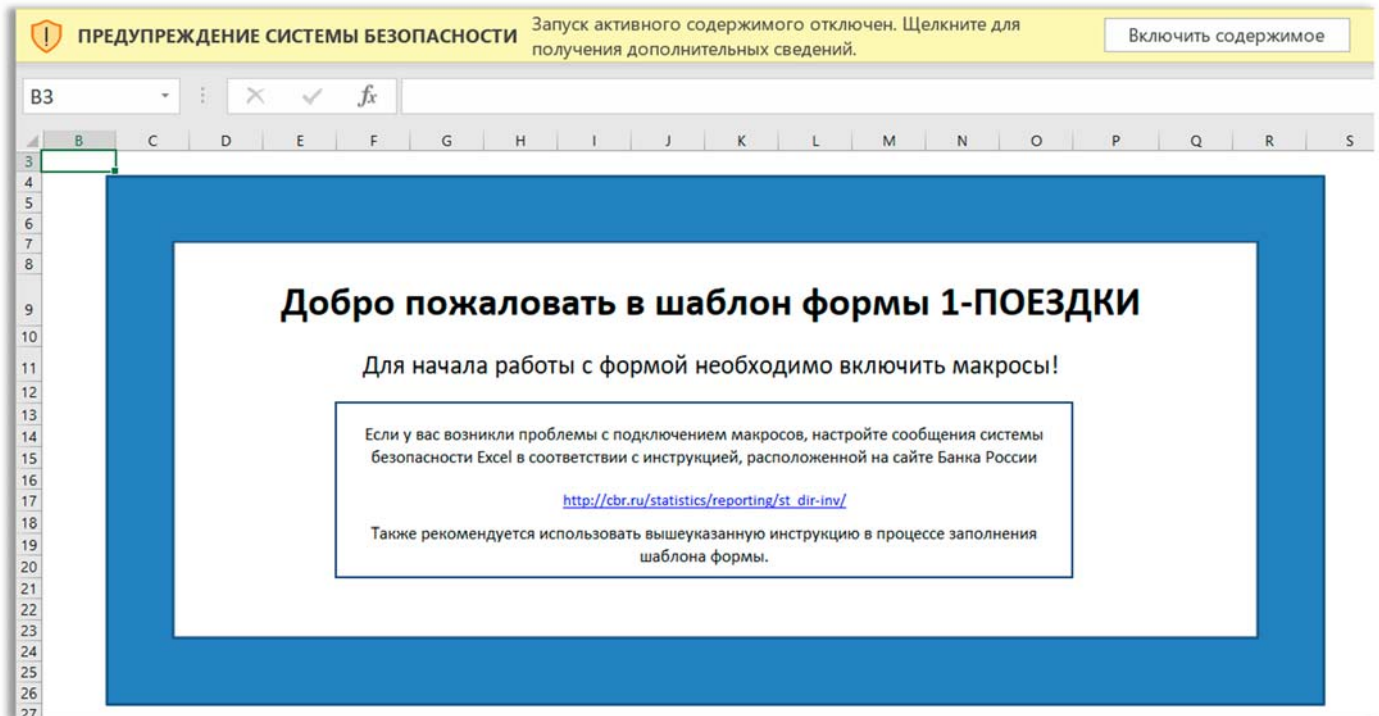 ПРЕДУПРЕЖДЕНИЕ СИСТЕМЫ БЕЗОПАСНОСТИ
Запуск активного содержимого отключен. Щелкните для
получения дополнительных сведений.
Включить содержимое
B3
fx
B C D E F G H I J K L M N O P Q R S
3
4
5
6
7
8
9
10
11
12
13
14
15
16
17
18
19
20
21
22
23
24
25
26
27
Добро пожаловать в шаблон формы 1-ПОЕЗДКИ
Для начала работы с формой необходимо включить макросы!
Если у вас возникли проблемы с подключением макросов, настройте сообщения системы
безопасности Excel в соответствии с инструкцией, расположенной на сайте Банка России
http://cbr.ru/statistics/reporting/st_dir-inv/
Также рекомендуется использовать вышеуказанную инструкцию в процессе заполнения
шаблона формы.